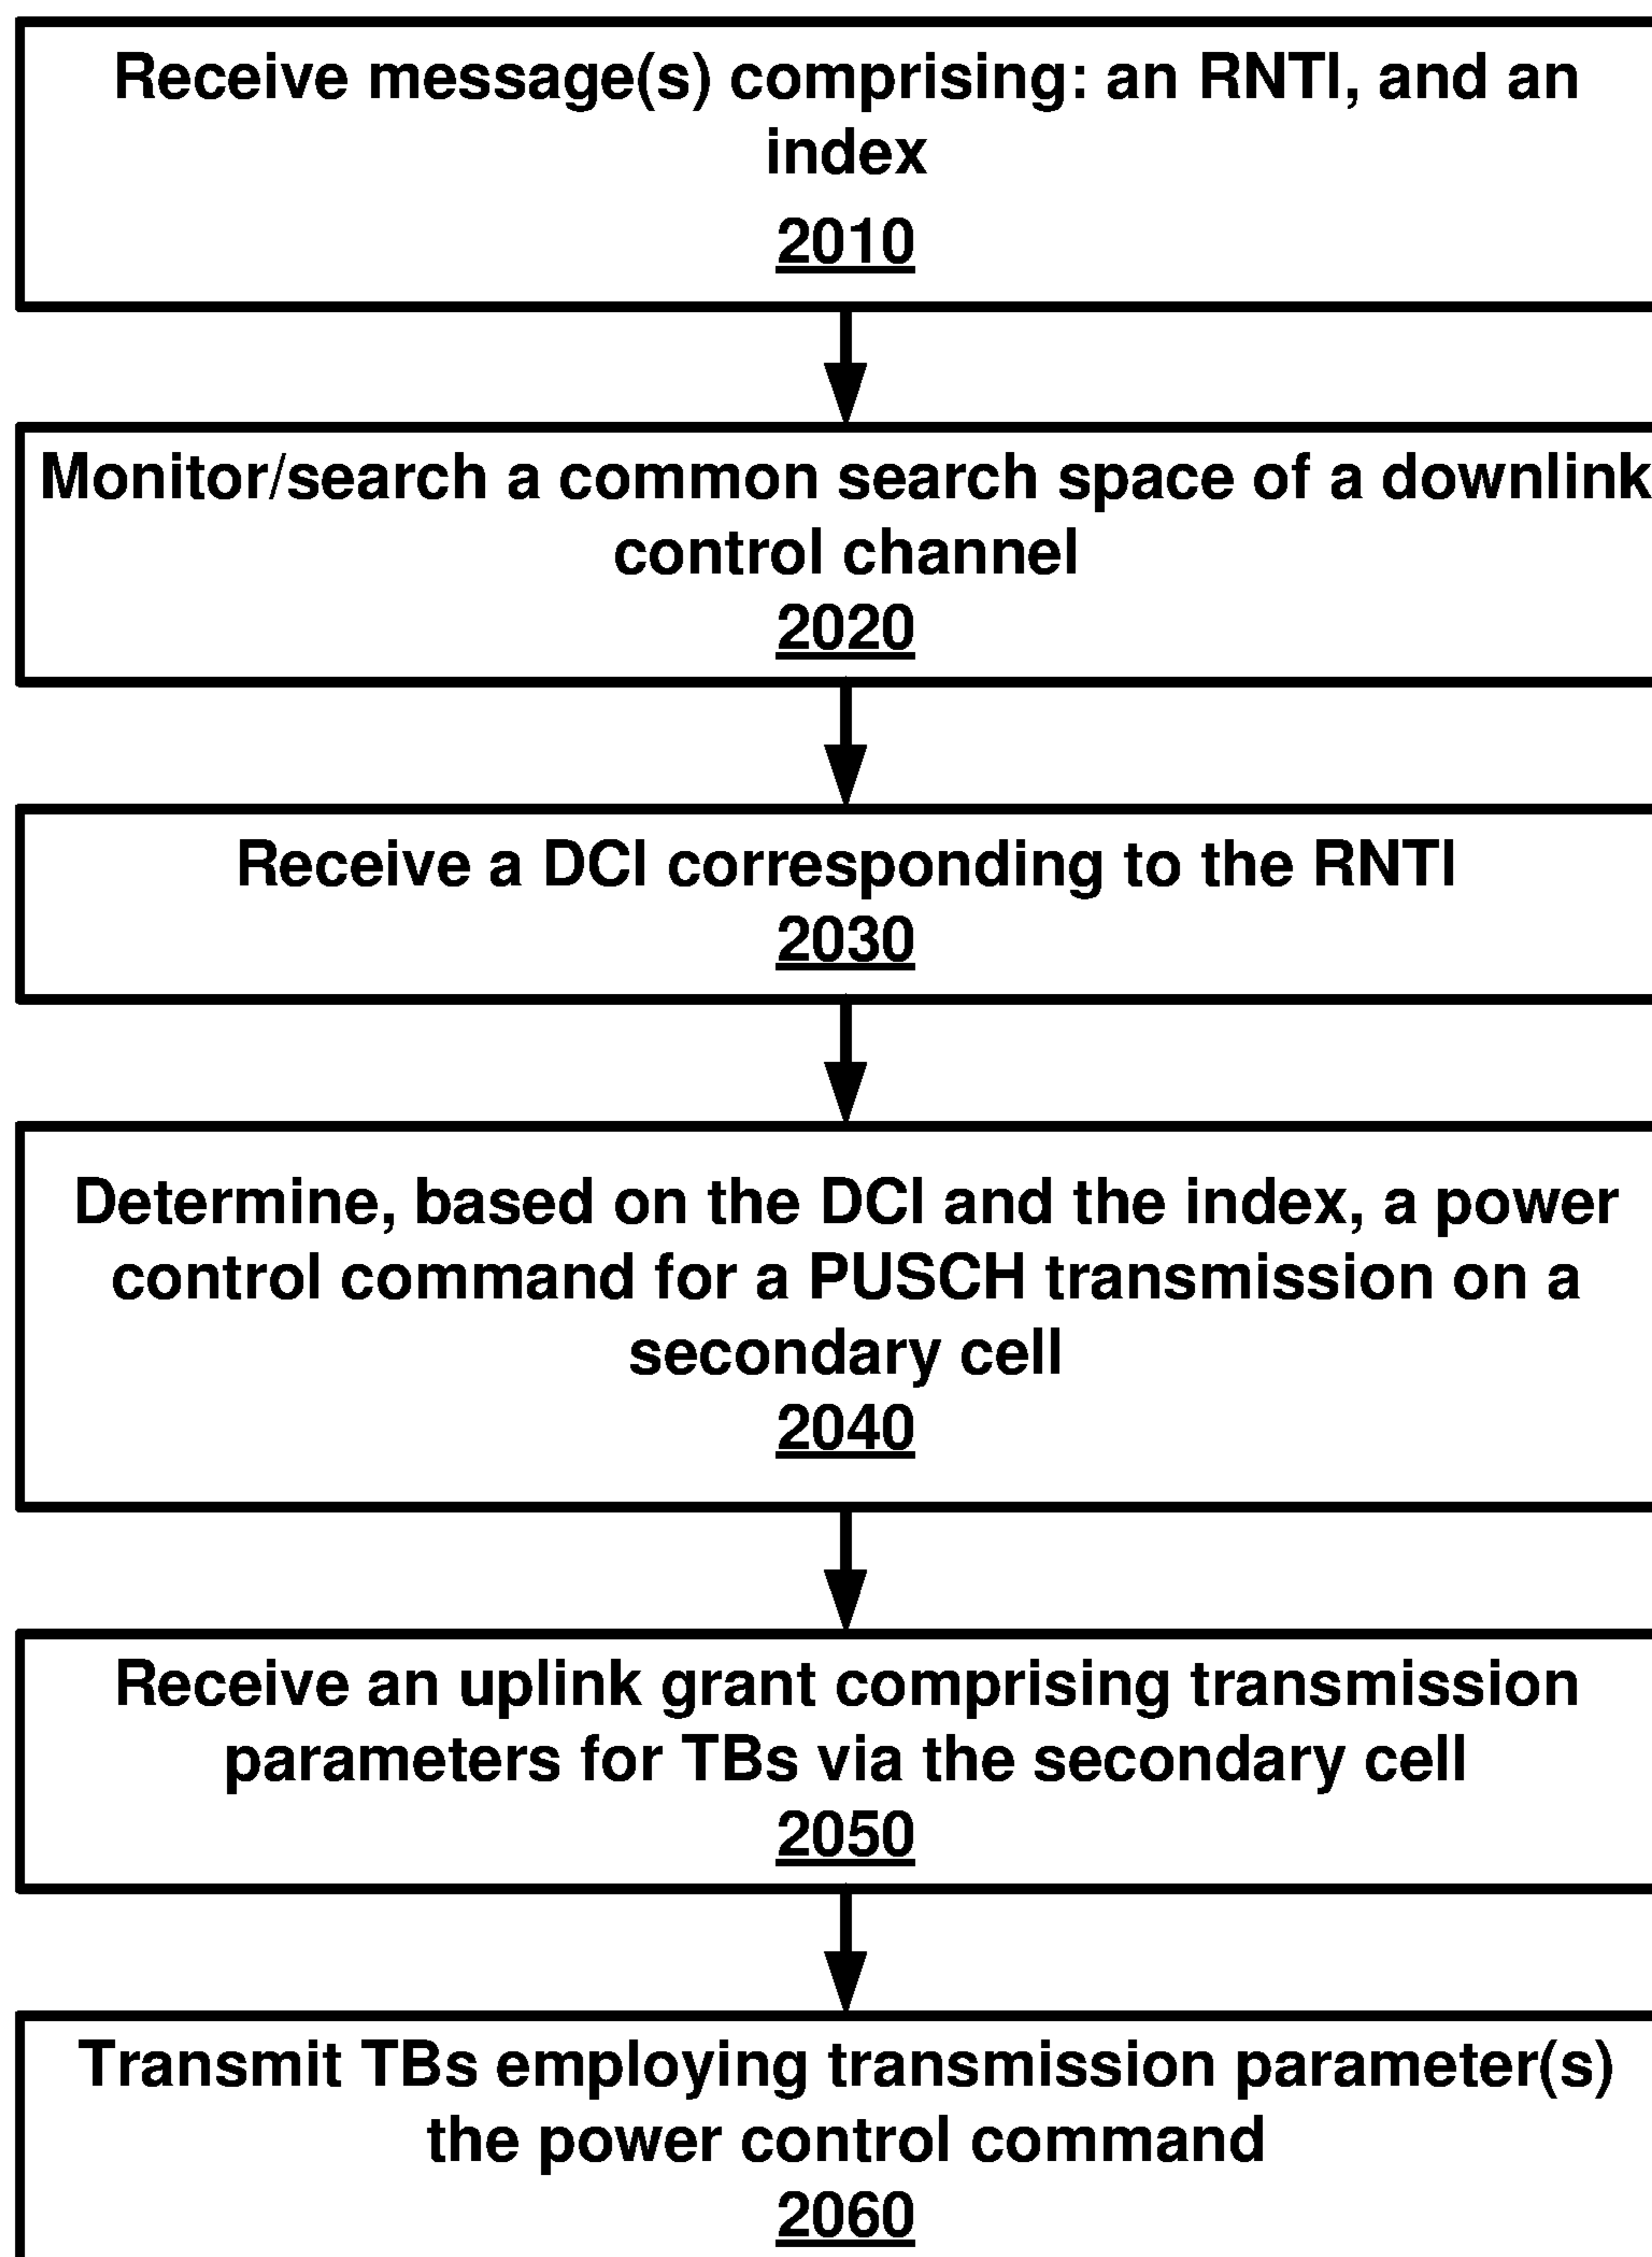 Receive message(s) comprising: an RNTI, and an
index
2010
Monitor/search a common search space of a downlink
control channel
2020
Receive a DCI corresponding to the RNTI
2030
Determine, based on the DCI and the index, a power
control command for a PUSCH transmission on a
secondary cell
2040
Receive an uplink grant comprising transmission
parameters for TBs via the secondary cell
2050
Transmit TBs employing transmission parameter(s)
the power control command
2060